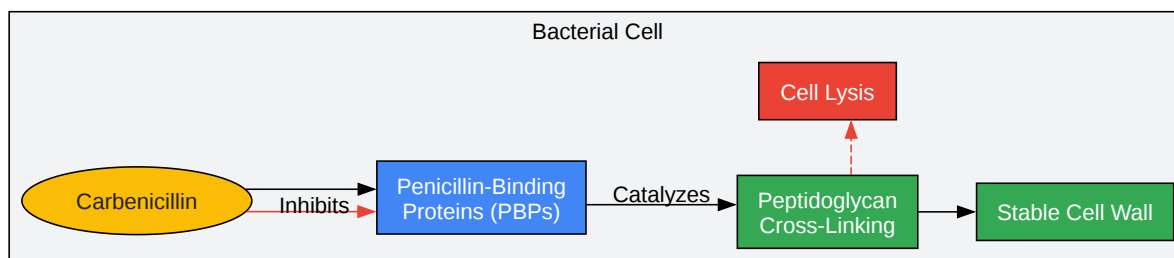 Bacterial Cell
Cell Lysis
Carbenicillin
Inhibits
Penicillin-Binding
Proteins (PBPs)
Catalyzes
Peptidoglycan
Cross-Linking
Stable Cell Wall